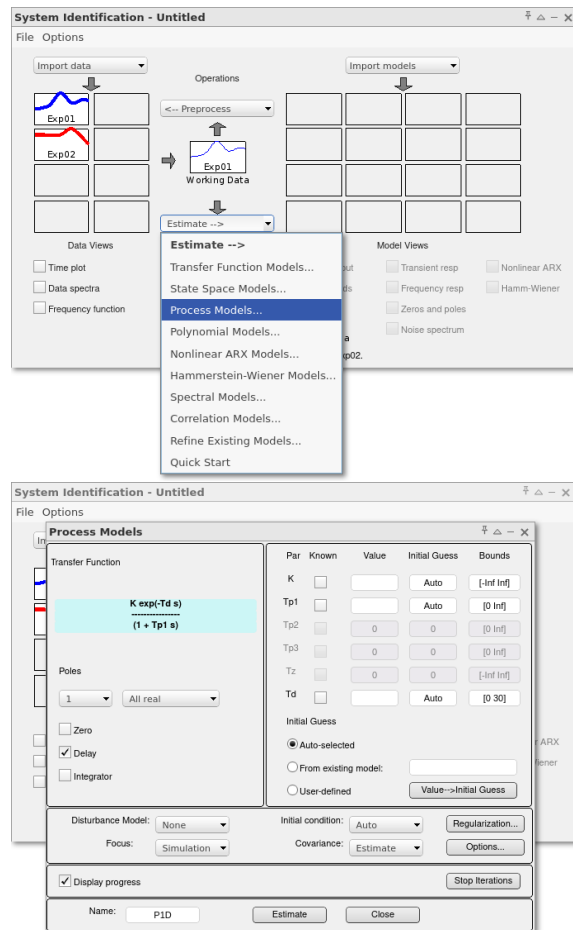 System Identification - Untitled
File Options
Import data
Import models
Operations
Exp01
<-- Preprocess
Exp02
Exp01
Working Data
Estimate -->
Data Views
Model Views
Estimate -->
Time plot
Transfer Function Models...
Transient resp
Nonlinear ARX
Data spectra
State Space Models...
Frequency resp
Hamm-Wiener
Frequency function
Process Models...
Zeros and poles
Polynomial Models...
Noise spectrum
Nonlinear ARX Models...
Hammerstein-Wiener Models...
Spectral Models...
Correlation Models...
Refine Existing Models...
Quick Start
System Identification - Untitled
File Options
Process Models
Transfer Function
Par Known Value Initial Guess Bounds
K Auto [-Inf Inf]
K exp(-Td s)
----------------
(1 + Tp1 s)
Tp1 Auto [0 Inf]
Tp2 0 0 [0 Inf]
Tp3 0 0 [0 Inf]
Poles
Tz 0 0 [-Inf Inf]
1 All real
Td Auto [0 30]
Initial Guess
Zero
Auto-selected
Delay
From existing model:
Integrator
User-defined
Value-->Initial Guess
Disturbance Model: None
Initial condition: Auto
Regularization...
Focus: Simulation
Covariance: Estimate
Options...
Display progress
Stop Iterations
Name: P1D
Estimate
Close